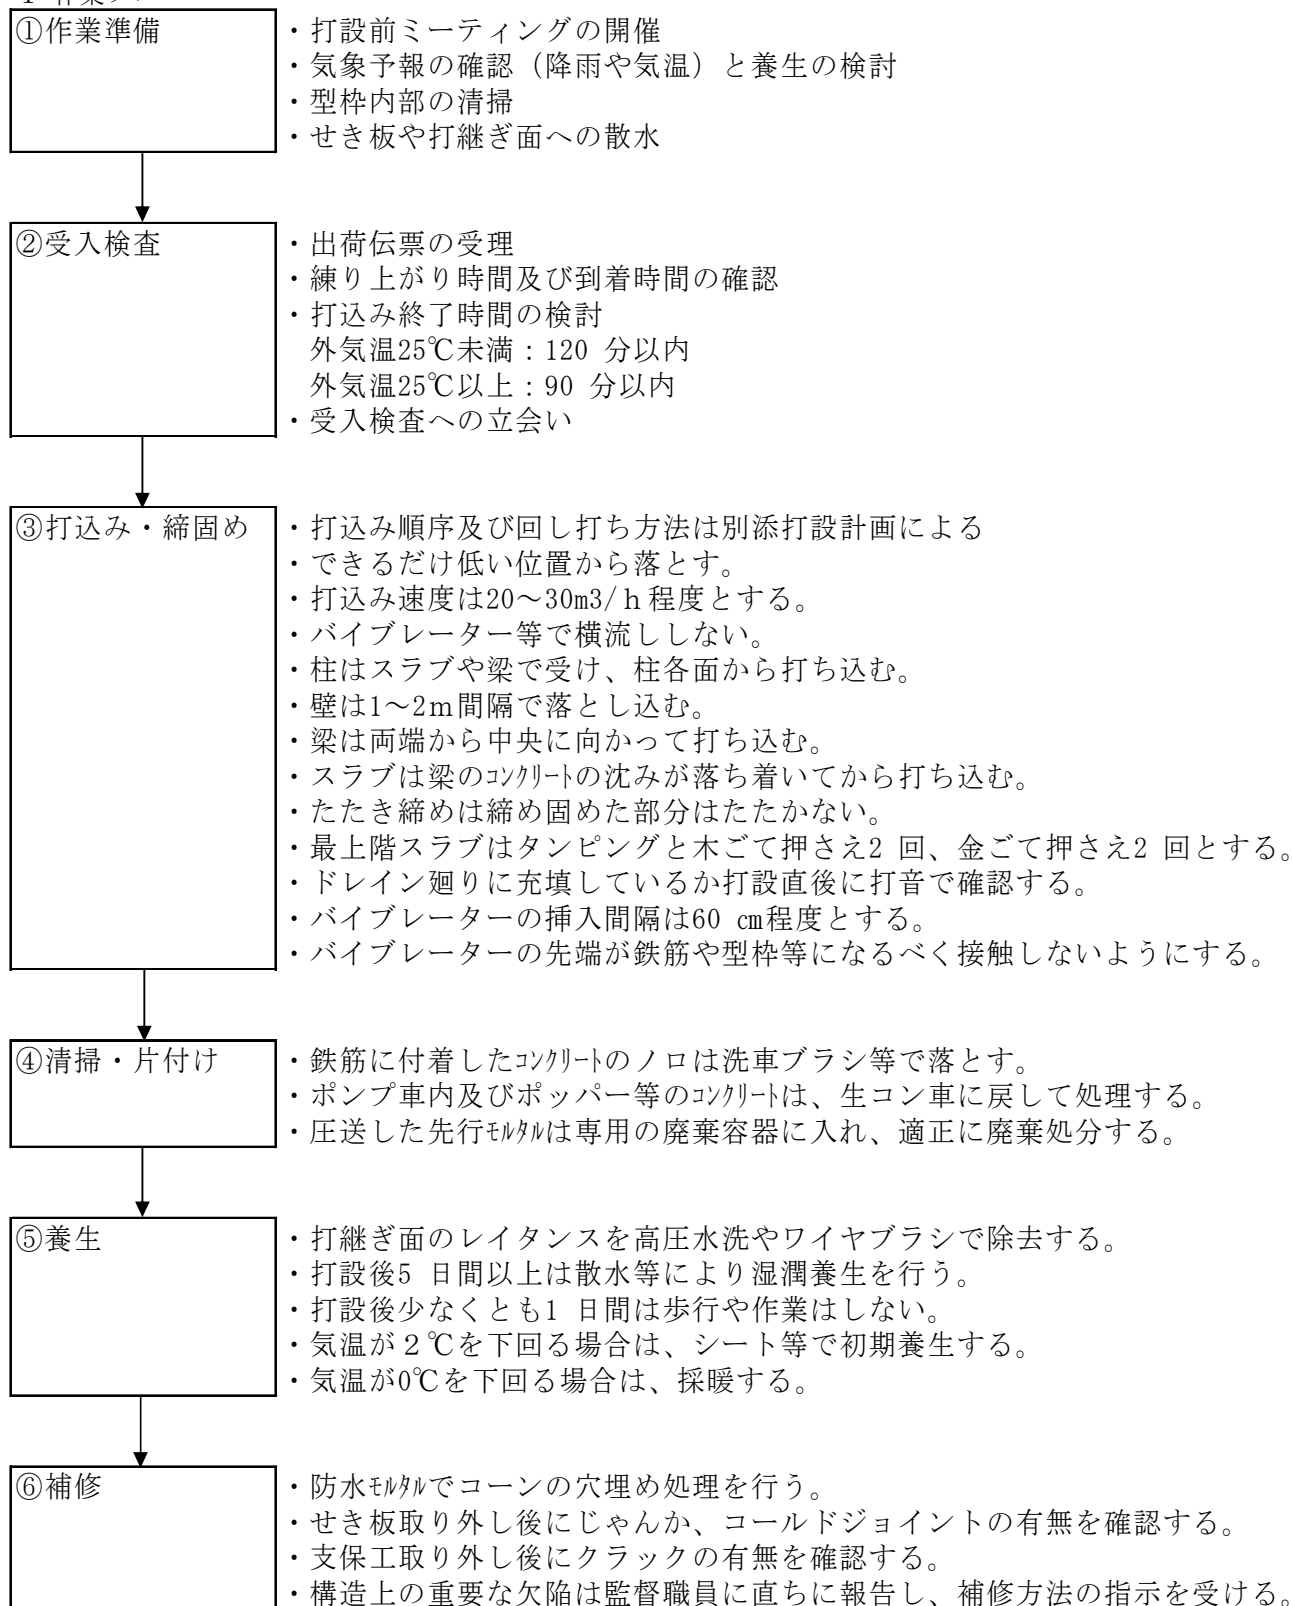 ①作業準備
・打設前ミーティングの開催
・気象予報の確認（降雨や気温）と養生の検討
・型枠内部の清掃
・せき板や打継ぎ面への散水
②受入検査
・出荷伝票の受理
・練り上がり時間及び到着時間の確認
・打込み終了時間の検討
外気温25℃未満：120 分以内
外気温25℃以上：90 分以内
・受入検査への立会い
③打込み・締固め
・打込み順序及び回し打ち方法は別添打設計画による
・できるだけ低い位置から落とす。
・打込み速度は20～30m3/ｈ程度とする。
・バイブレーター等で横流ししない。
・柱はスラブや梁で受け、柱各面から打ち込む。
・壁は1～2ｍ間隔で落とし込む。
・梁は両端から中央に向かって打ち込む。
・スラブは梁のｺﾝｸﾘｰﾄの沈みが落ち着いてから打ち込む。
・たたき締めは締め固めた部分はたたかない。
・最上階スラブはタンピングと木ごて押さえ2 回、金ごて押さえ2 回とする。
・ドレイン廻りに充填しているか打設直後に打音で確認する。
・バイブレーターの挿入間隔は60 ㎝程度とする。
・バイブレーターの先端が鉄筋や型枠等になるべく接触しないようにする。
④清掃・片付け
・鉄筋に付着したｺﾝｸﾘｰﾄのノロは洗車ブラシ等で落とす。
・ポンプ車内及びポッパー等のｺﾝｸﾘｰﾄは、生コン車に戻して処理する。
・圧送した先行ﾓﾙﾀﾙは専用の廃棄容器に入れ、適正に廃棄処分する。
⑤養生
・打継ぎ面のレイタンスを高圧水洗やワイヤブラシで除去する。
・打設後5 日間以上は散水等により湿潤養生を行う。
・打設後少なくとも1 日間は歩行や作業はしない。
・気温が２℃を下回る場合は、シート等で初期養生する。
・気温が0℃を下回る場合は、採暖する。
⑥補修
・防水ﾓﾙﾀﾙでコーンの穴埋め処理を行う。
・せき板取り外し後にじゃんか、コールドジョイントの有無を確認する。
・支保工取り外し後にクラックの有無を確認する。
・構造上の重要な欠陥は監督職員に直ちに報告し、補修方法の指示を受ける。